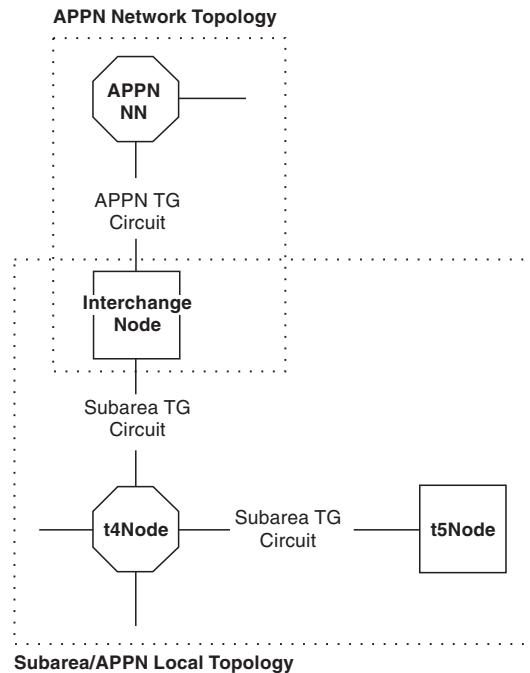 APPN Network Topology
APPN
NN
APPN TG
Circuit
Interchange
Node
Subarea TG
Circuit
t4Node
Subarea TG
Circuit
t5Node
Subarea/APPN Local Topology